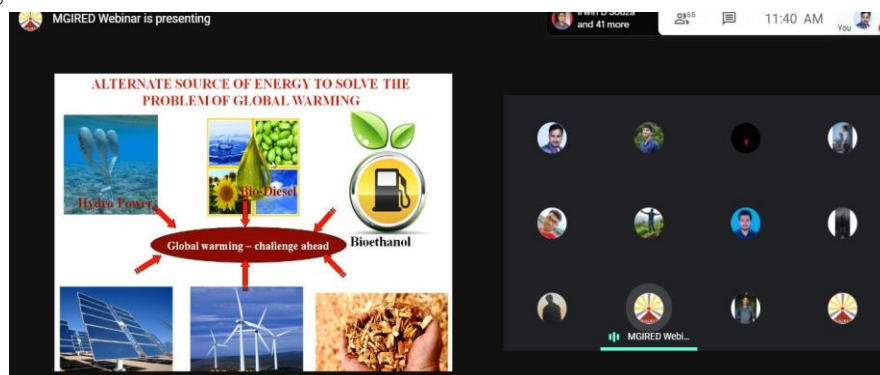 MGIRED Webinar is presenting
Irwin D Souza
and 41 more
55
11:40 AM
You
ALTERNATE SOURCE OF ENERGY TO SOLVE THE
PROBLEM OF GLOBAL WARMING
Hydro Power
Bio-Diesel
Bioethanol
Global warming – challenge ahead
MGIRED Webi...